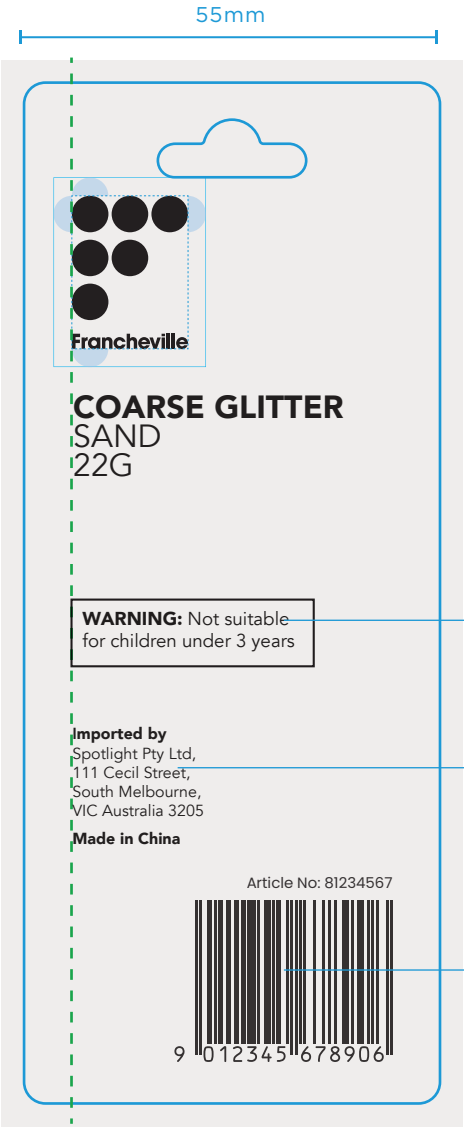 55mm
Francheville
COARSE GLITTER
SAND
22G
WARNING: Not suitable
for children under 3 years
Imported by
Spotlight Pty Ltd,
111 Cecil Street,
South Melbourne,
VIC Australia 3205
Made in China
Article No: 81234567
9 012345 678906